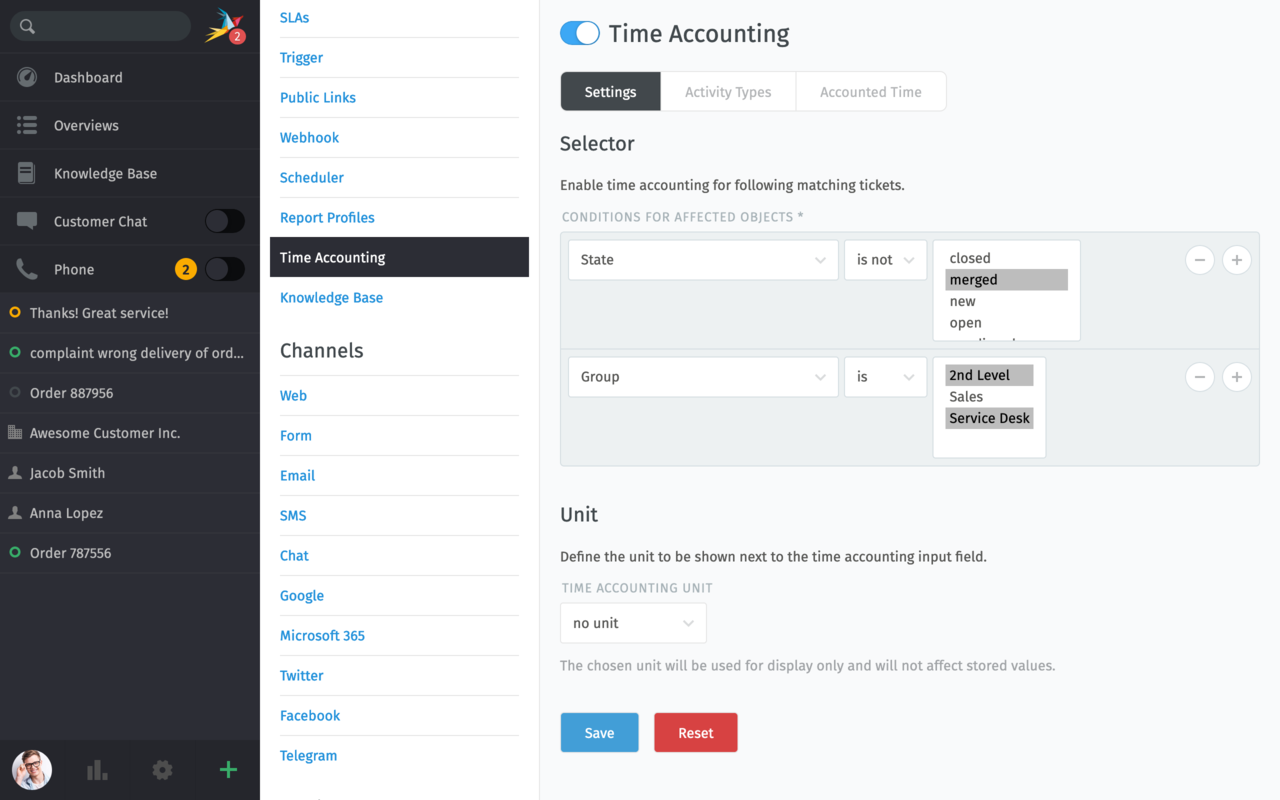 2
Dashboard
Overviews
Knowledge Base
Customer Chat
Phone 2
Thanks! Great service!
complaint wrong delivery of ord...
Order 887956
Awesome Customer Inc.
Jacob Smith
Anna Lopez
Order 787556
SLAs
Trigger
Public Links
Webhook
Scheduler
Report Profiles
Time Accounting
Knowledge Base
Channels
Web
Form
Email
SMS
Chat
Google
Microsoft 365
Twitter
Facebook
Telegram
Time Accounting
Settings Activity Types Accounted Time
Selector
Enable time accounting for following matching tickets.
CONDITIONS FOR AFFECTED OBJECTS *
State is not
closed
merged
new
open
Group is
2nd Level
Sales
Service Desk
Unit
Define the unit to be shown next to the time accounting input field.
TIME ACCOUNTING UNIT
no unit
The chosen unit will be used for display only and will not affect stored values.
Save Reset